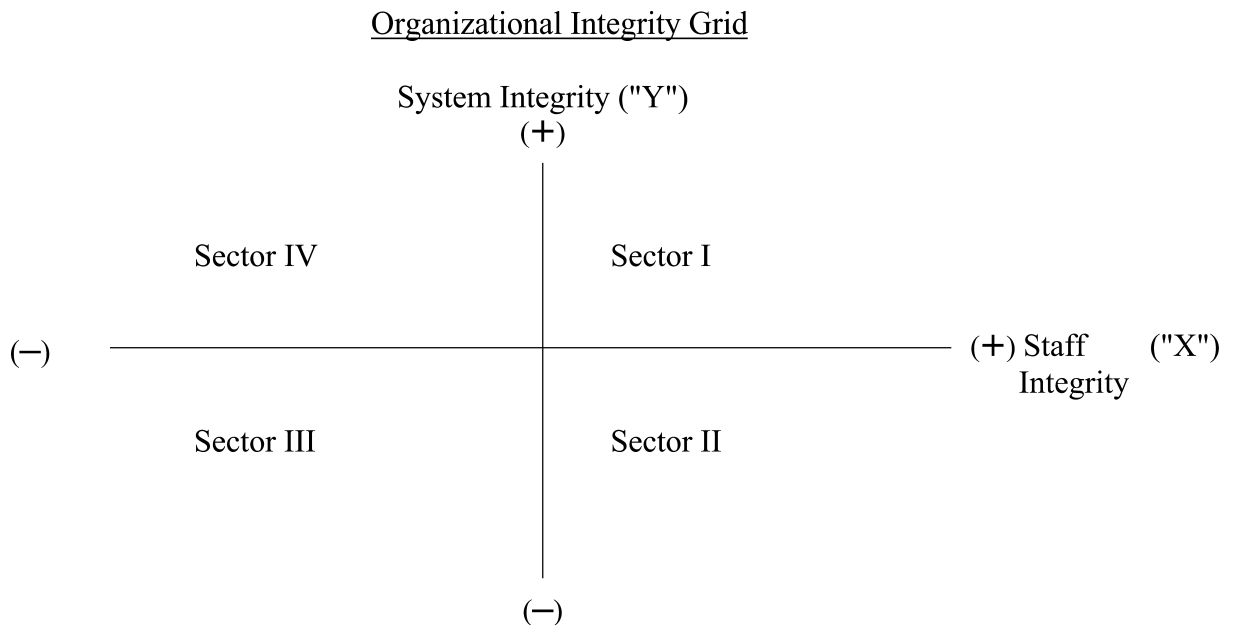 Organizational Integrity Grid
System Integrity ("Y")
(+)
Sector IV Sector I
(−) (+) Staff ("X")
Integrity
Sector III Sector II
(−)